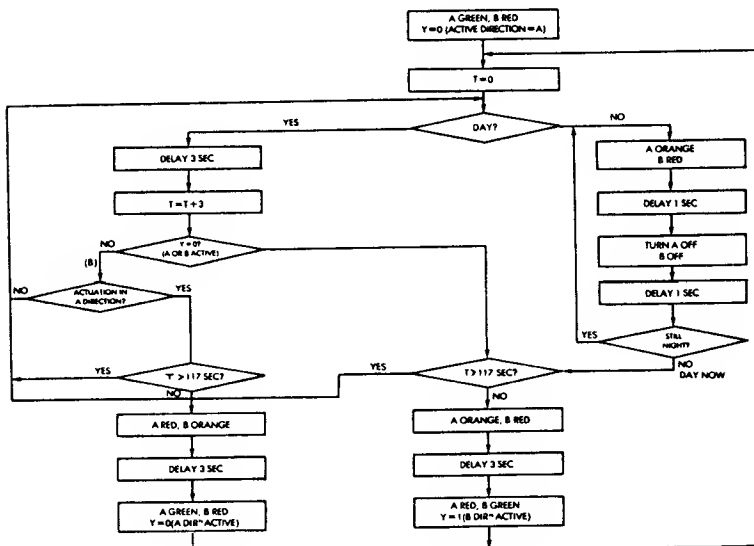 A GREEN, B RED
Y=0 (ACTIVE DIRECTION=A)
T=0
DAY?
YES
NO
DELAY 3 SEC
A ORANGE
B RED
T=T+3
DELAY 1 SEC
Y=0?
(A OR B ACTIVE)
NO
(B)
TURN A OFF
B OFF
ACTUATION IN
A DIRECTION?
NO
YES
DELAY 1 SEC
STILL
NIGHT?
YES
NO
DAY NOW
YES
'T' > 117 SEC?
NO
YES
T > 117 SEC?
NO
A RED, B ORANGE
A ORANGE, B RED
DELAY 3 SEC
DELAY 3 SEC
A GREEN, B RED
Y=0(A DIR~ ACTIVE)
A RED, B GREEN
Y=1(B DIR~ ACTIVE)